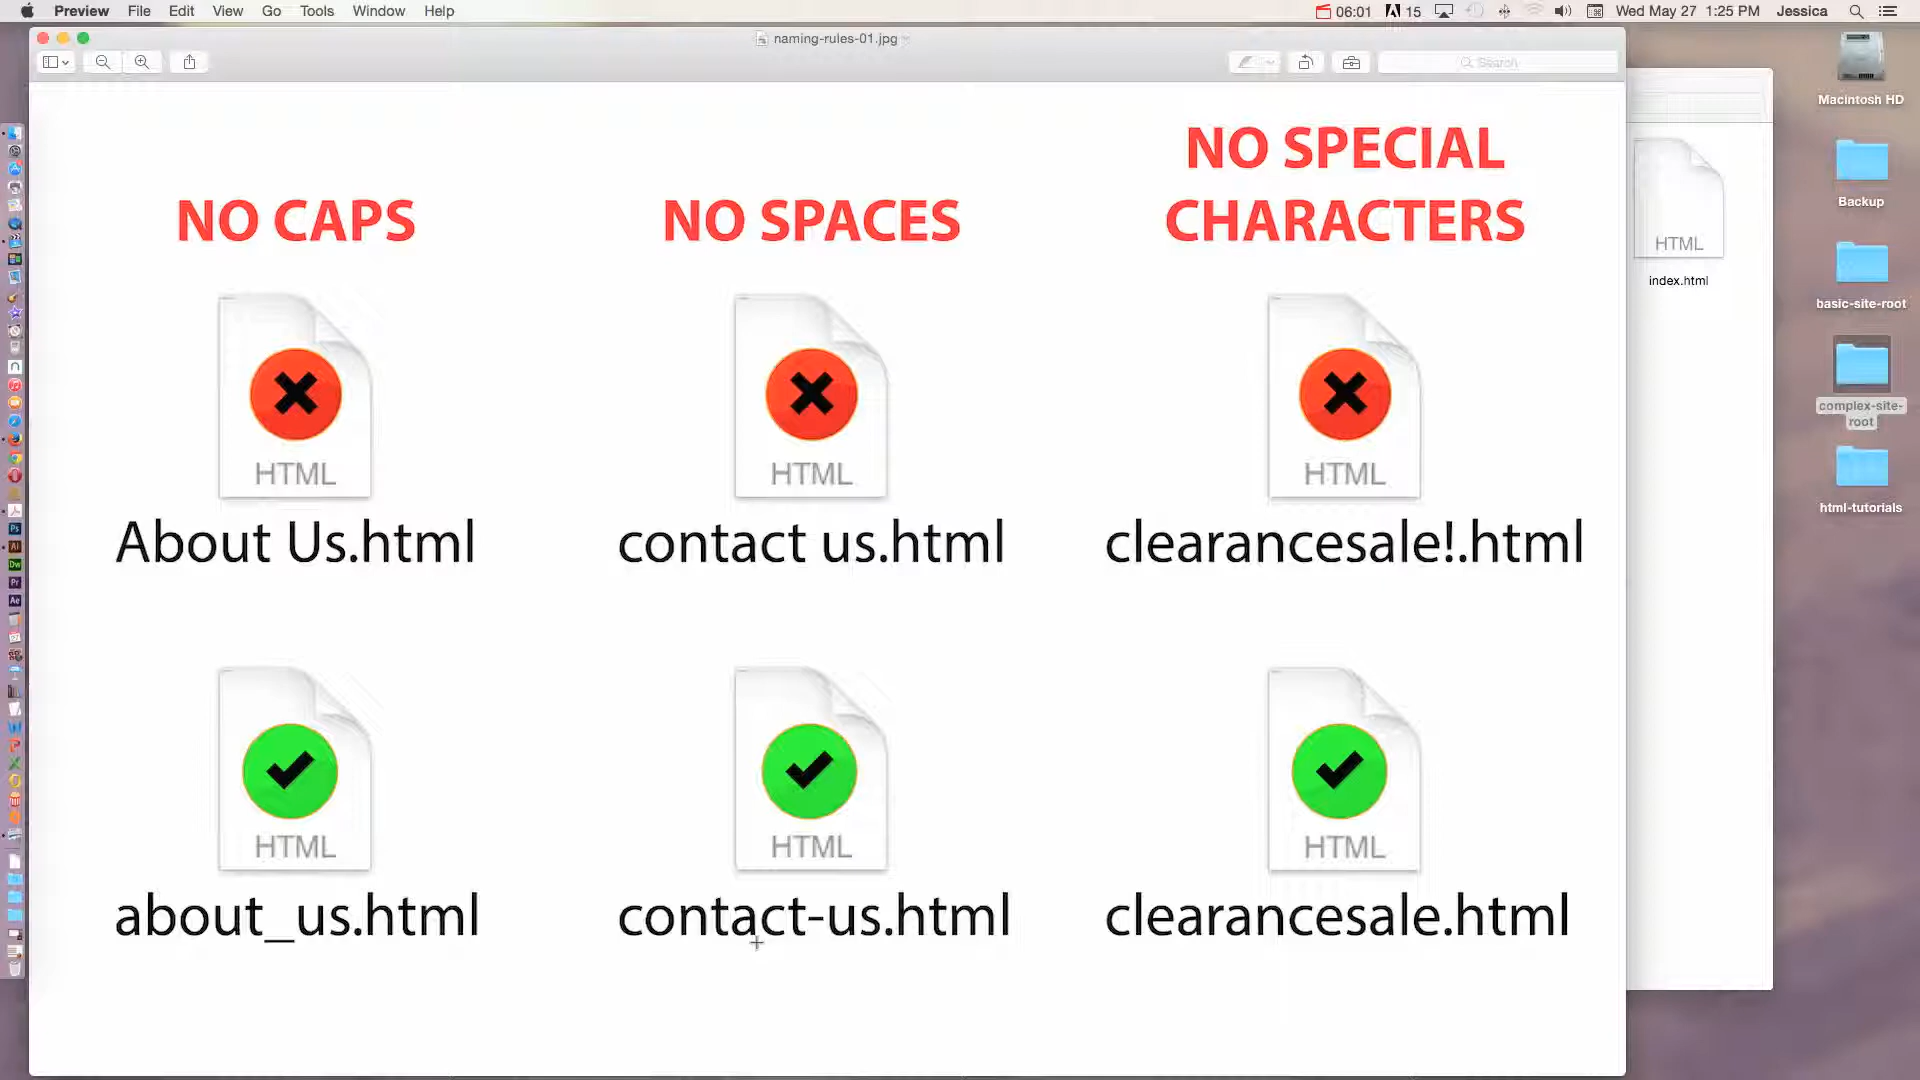 Preview File Edit View Go Tools Window Help 06:01 15 Wed May 27 1:25 PM Jessica
naming-rules-01.jpg
Search
NO CAPS
NO SPACES
NO SPECIAL
CHARACTERS
HTML
HTML
HTML
About Us.html
contact us.html
clearancesale!.html
HTML
HTML
HTML
about_us.html
contact-us.html
clearancesale.html
HTML
index.html
Macintosh HD
Backup
basic-site-root
complex-site-
root
html-tutorials